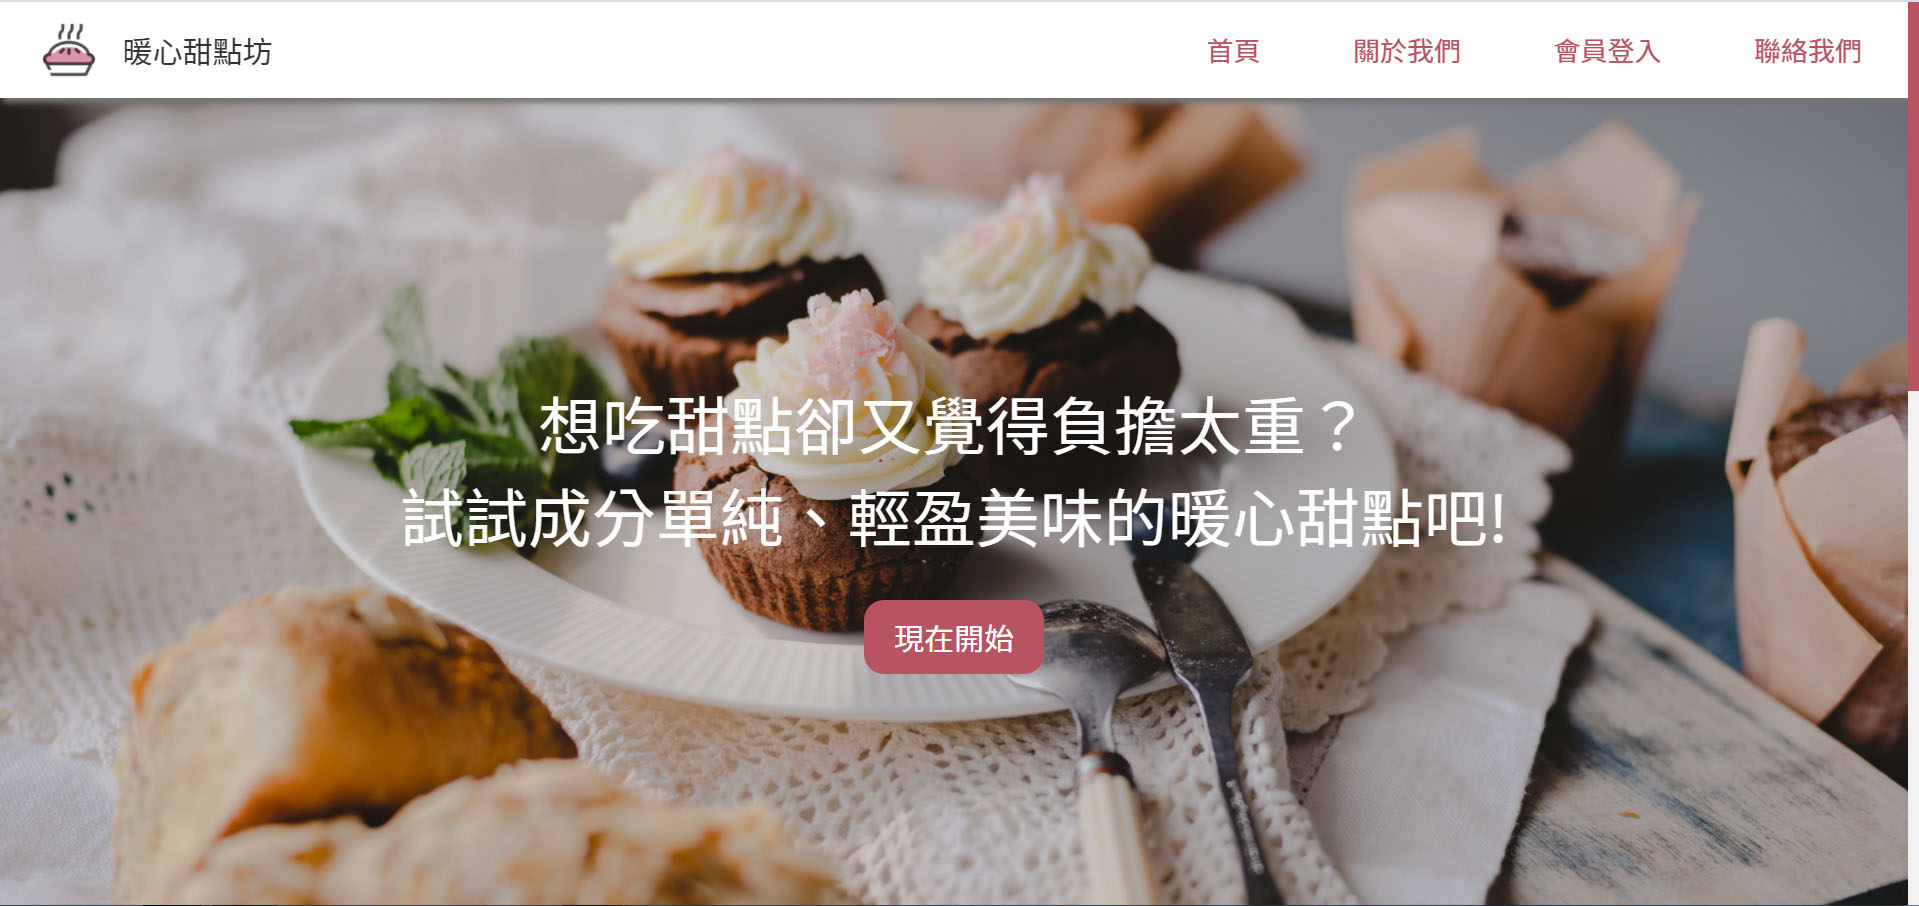 暖心甜點坊
首頁
關於我們
會員登入
聯絡我們
想吃甜點卻又覺得負擔太重？
試試成分單純、輕盈美味的暖心甜點吧!
現在開始